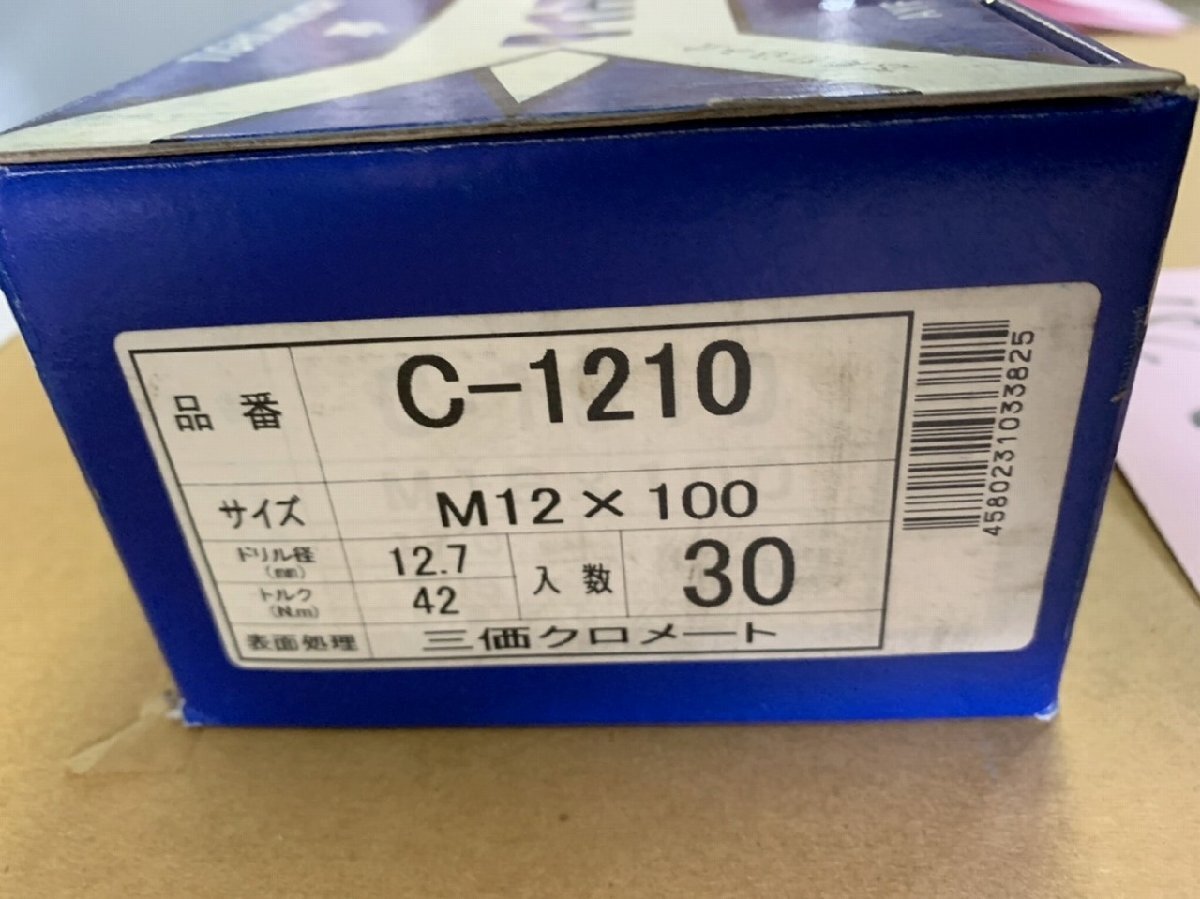 品番 C-1210
サイズ M12×100
ドリル径(mm) 12.7 入数 30
トルク(N.m) 42
表面処理 三価クロメート
4580231033825